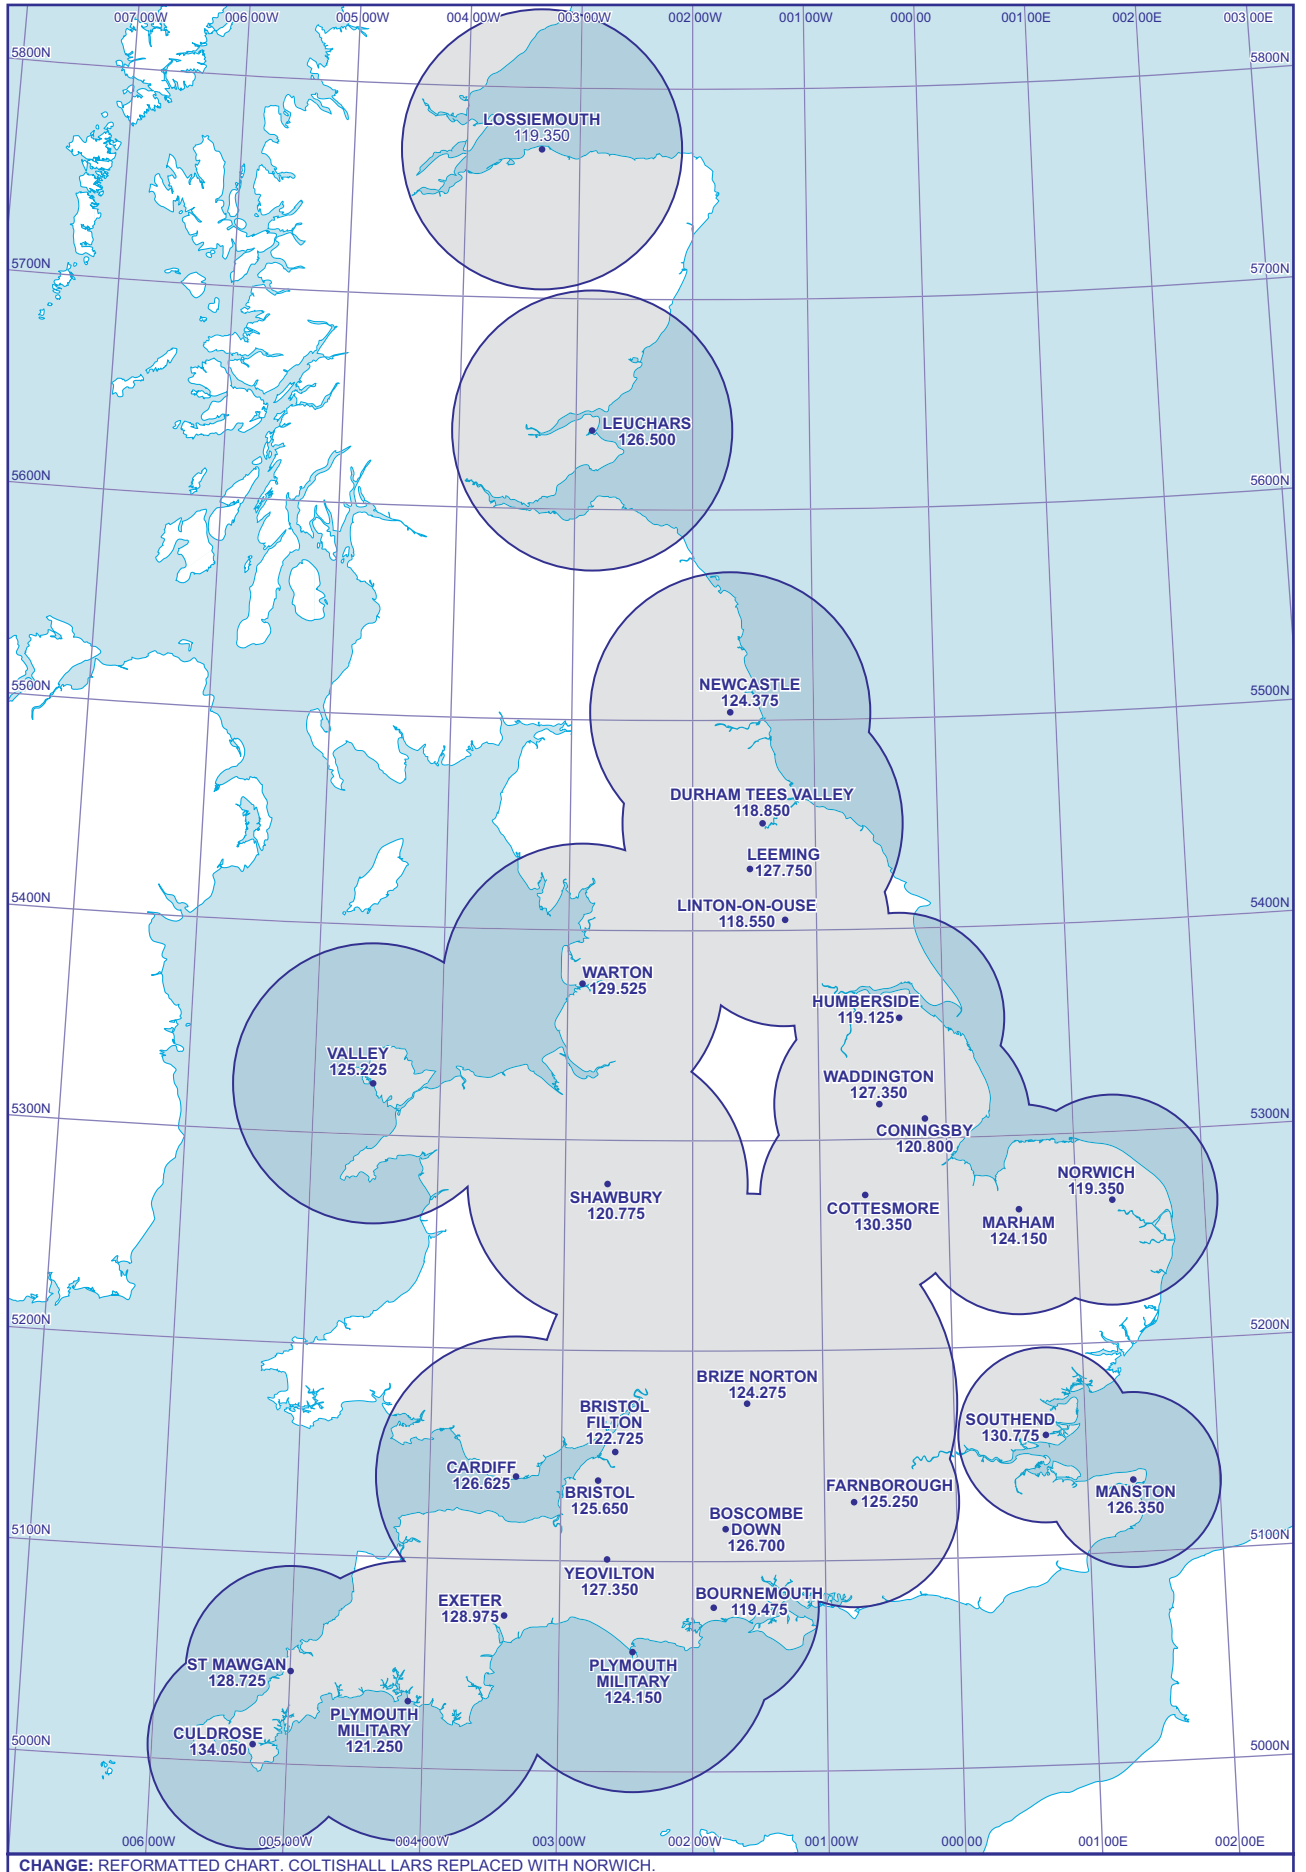 007 00W 006 00W 005 00W 004 00W 003 00W 002 00W 001 00W 000 00 001 00E 002 00E 003 00E
5800N 5800N
LOSSIEMOUTH
119.350
5700N 5700N
LEUCHARS
126.500
5600N 5600N
NEWCASTLE
124.375
5500N 5500N
DURHAM TEES VALLEY
118.850
LEEMING
127.750
5400N 5400N
LINTON-ON-OUSE
118.550
WARTON
129.525
HUMBERSIDE
119.125
VALLEY
125.225
WADDINGTON
127.350
5300N 5300N
CONINGSBY
120.800
NORWICH
119.350
SHAWBURY
120.775
COTTESMORE
130.350
MARHAM
124.150
5200N 5200N
BRIZE NORTON
124.275
BRISTOL
FILTON
122.725
SOUTHEND
130.775
CARDIFF
126.625
BRISTOL
125.650
FARNBOROUGH
125.250
MANSTON
126.350
BOSCOMBE
DOWN
126.700
5100N 5100N
YEOVILTON
127.350
EXETER
128.975
BOURNEMOUTH
119.475
ST MAWGAN
128.725
PLYMOUTH
MILITARY
124.150
PLYMOUTH
MILITARY
121.250
CULDROSE
134.050
5000N 5000N
006 00W 005 00W 004 00W 003 00W 002 00W 001 00W 000 00 001 00E 002 00E
CHANGE: REFORMATTED CHART. COLTISHALL LARS REPLACED WITH NORWICH.